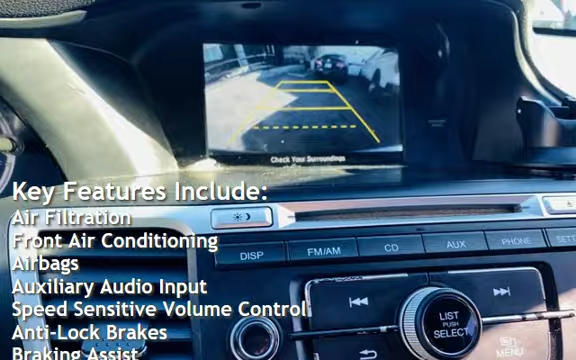 Check Your Surroundings
Key Features Include:
Air Filtration
Front Air Conditioning
Airbags
Auxiliary Audio Input
Speed Sensitive Volume Control
Anti-Lock Brakes
Braking Assist
DISP
FM/AM
CD
AUX
PHONE
LIST
PUSH
SELECT
MENU